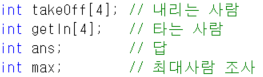 int takeOff[4]; // 내리는 사람
int getIn[4]; // 타는 사람
int ans; // 답
int max; // 최대사람 조사